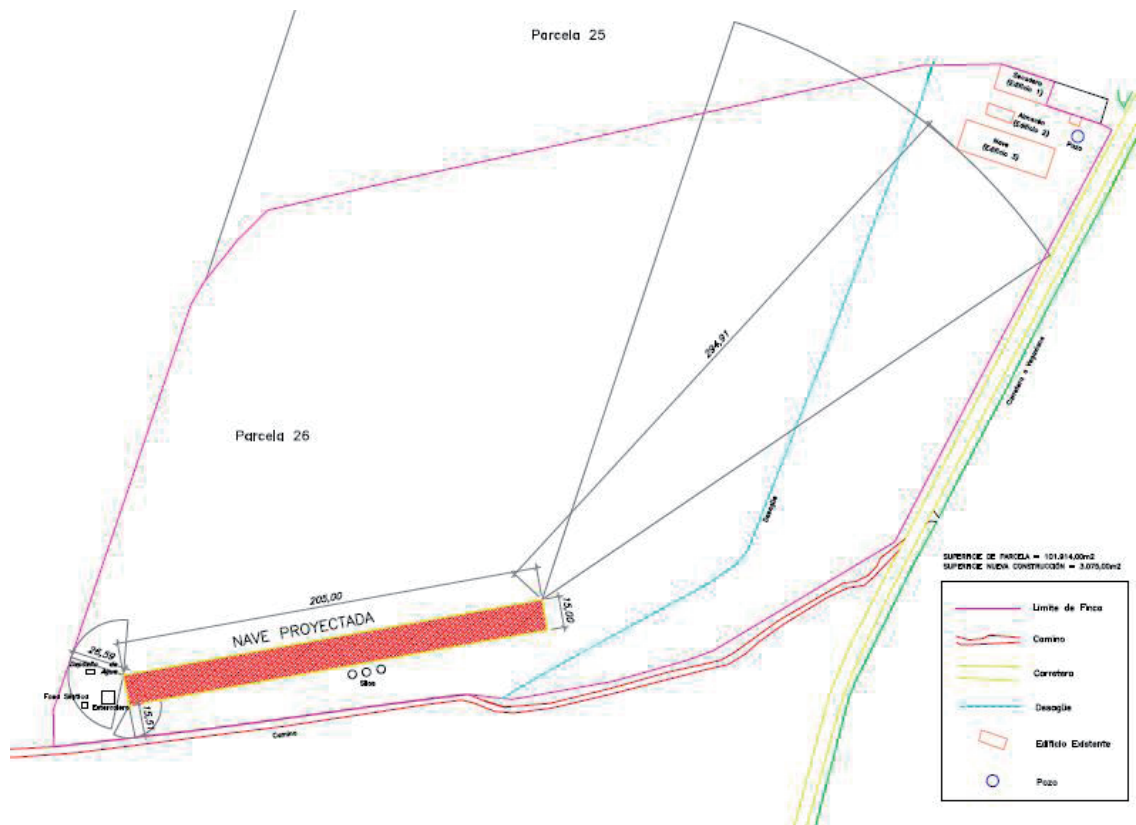 Parcela 25
Secadero
(Edificio 1)
Almacén
(Edificio 2)
Nave
(Edificio 3)
Pozo
294,91
Carretera a Vegaviana
Parcela 26
Desagüe
205,00
15,00
NAVE PROYECTADA
26,59
Depósito de
Agua
Fosa Séptica
Estercolero
15,51
Silos
Camino
SUPERFICIE DE PARCELA = 101.914,00m2
SUPERFICIE NUEVA CONSTRUCCIÓN = 3.075,00m2
Límite de Finca
Camino
Carretera
Desagüe
Edificio Existente
Pozo